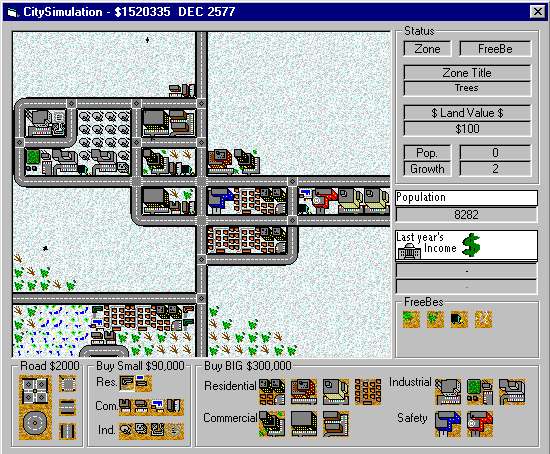 CitySimulation - $1520335 DEC 2577
Status
Zone FreeBe
Zone Title
Trees
$ Land Value $
$100
Pop. 0
Growth 2
Population
8282
Last year's
Income $
-
-
FreeBes
Road $2000
Buy Small $90,000
Buy BIG $300,000
Res.
Com.
Ind.
Residential
Industrial
Commercial
Safety